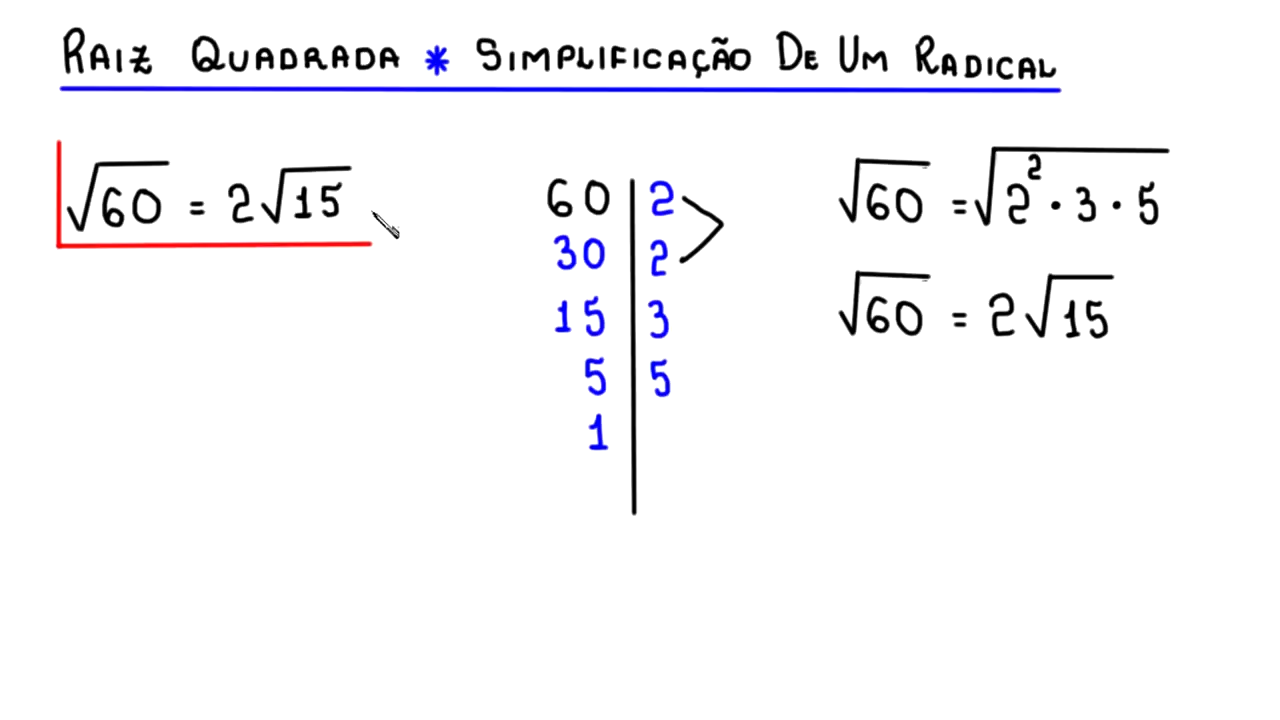 RAIZ QUADRADA * SIMPLIFICAÇÃO DE UM RADICAL
√60 = 2√15
60 | 2
30 | 2
15 | 3
5 | 5
1
√60 = √2² · 3 · 5
√60 = 2√15